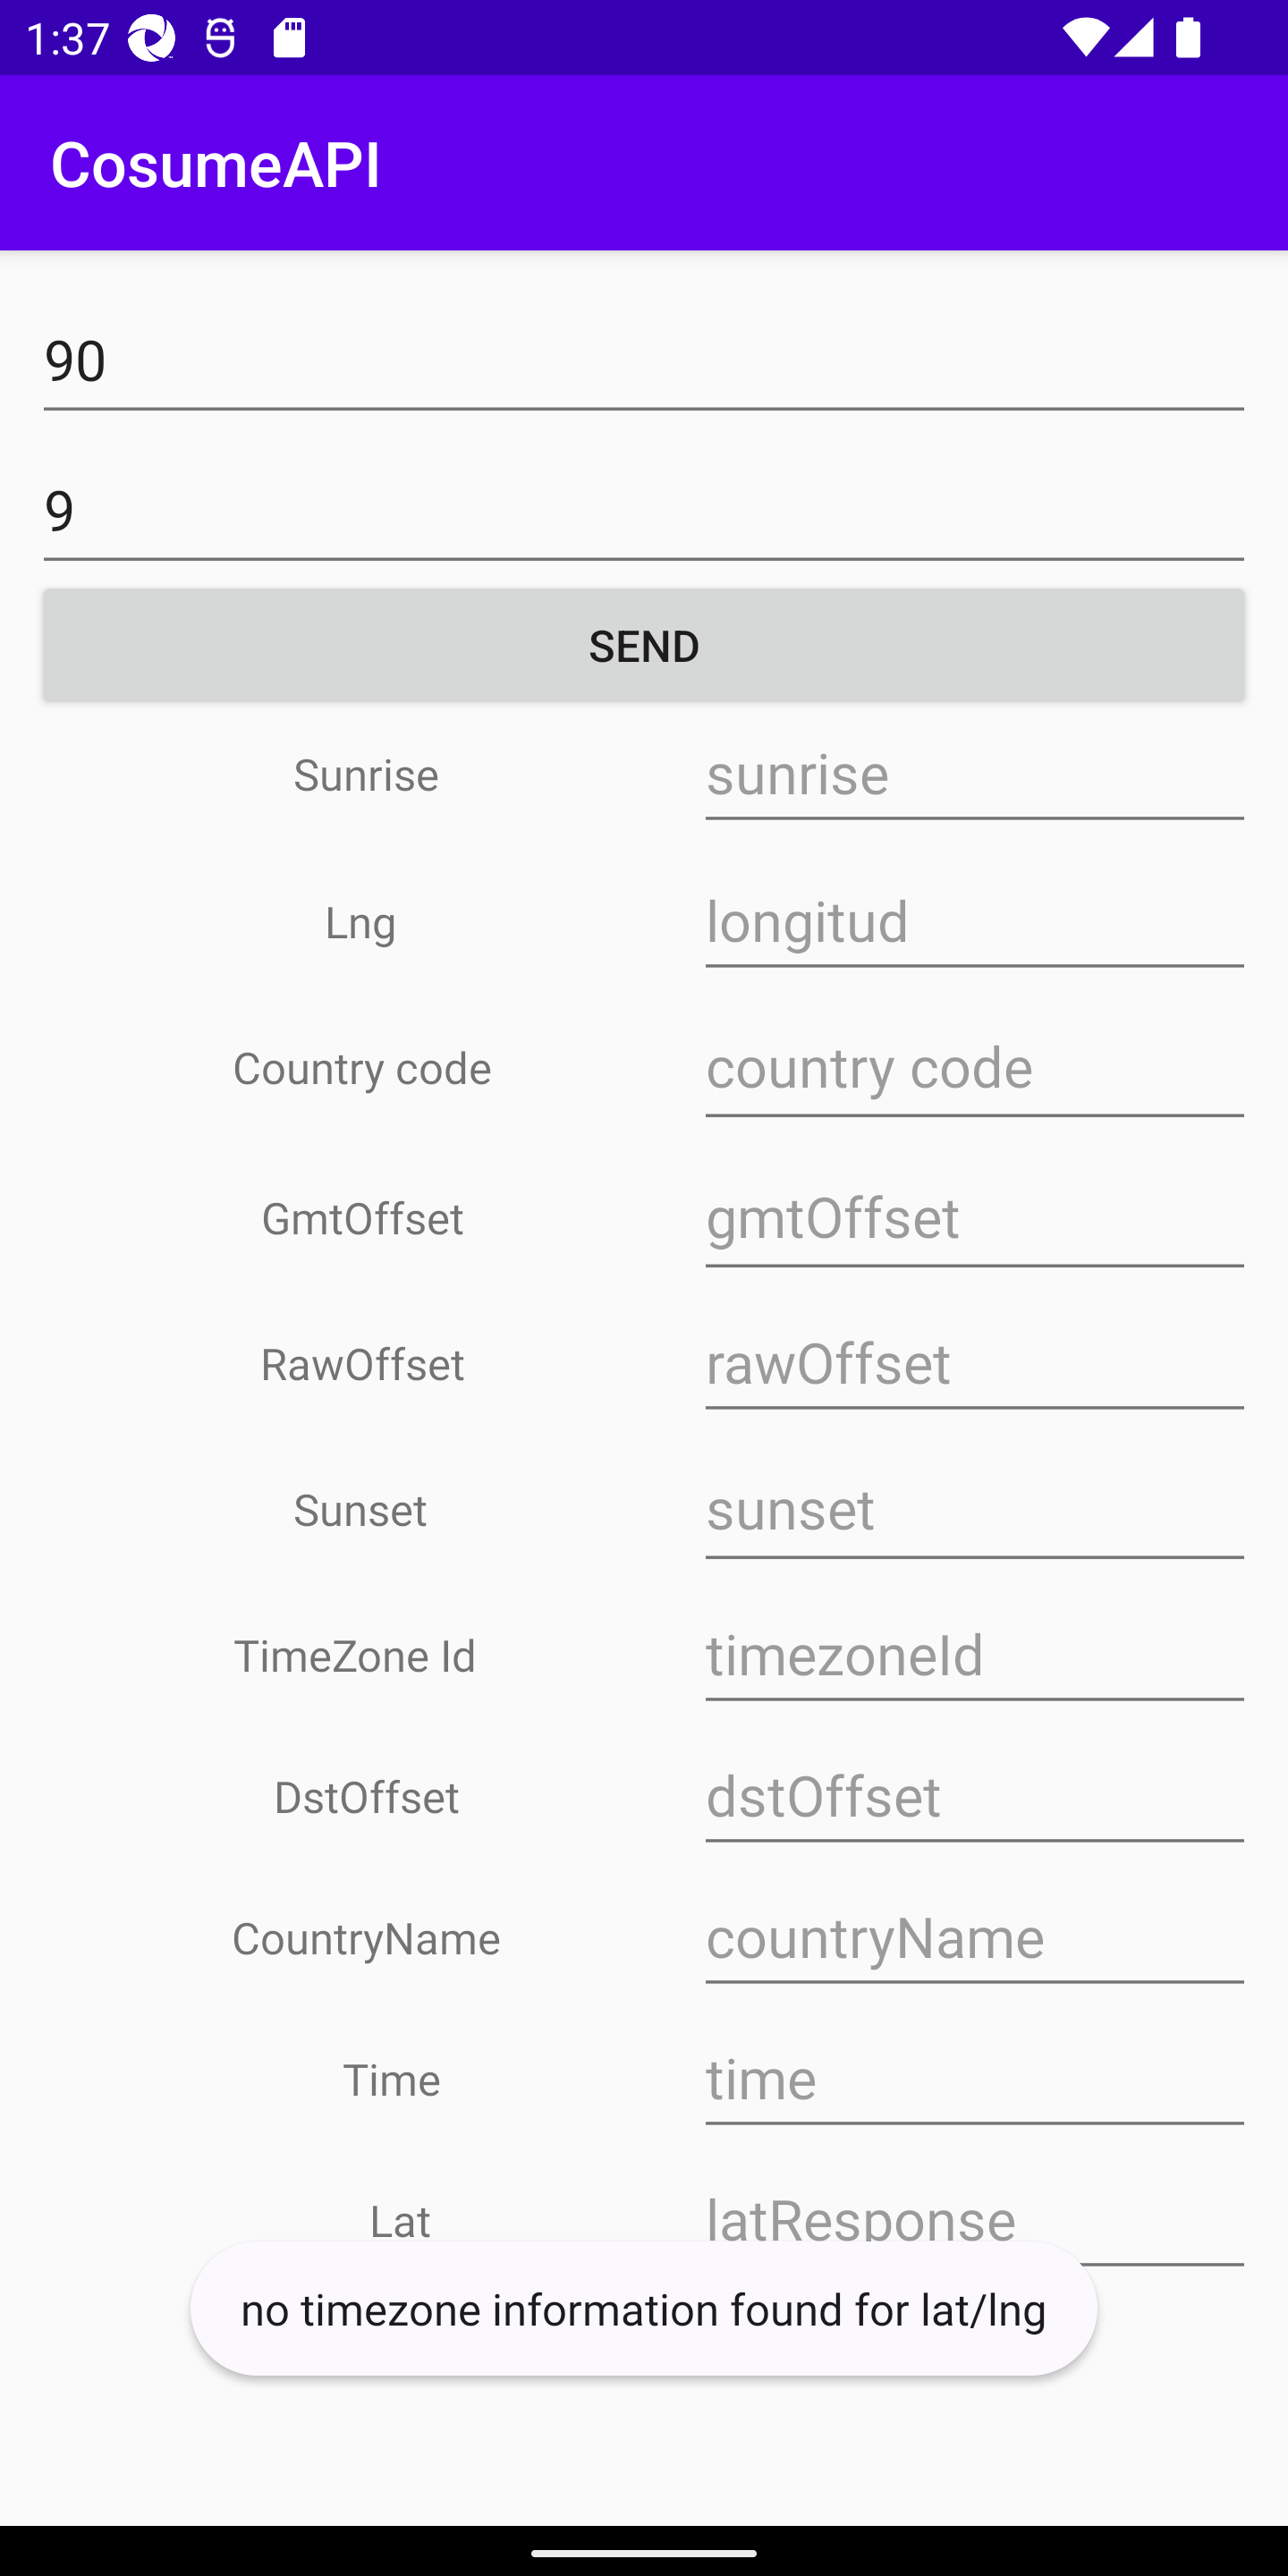 1:37
CosumeAPI
90
9
SEND
Sunrise sunrise
Lng longitud
Country code country code
GmtOffset gmtOffset
RawOffset rawOffset
Sunset sunset
TimeZone Id timezoneId
DstOffset dstOffset
CountryName countryName
Time time
Lat latResponse
no timezone information found for lat/lng